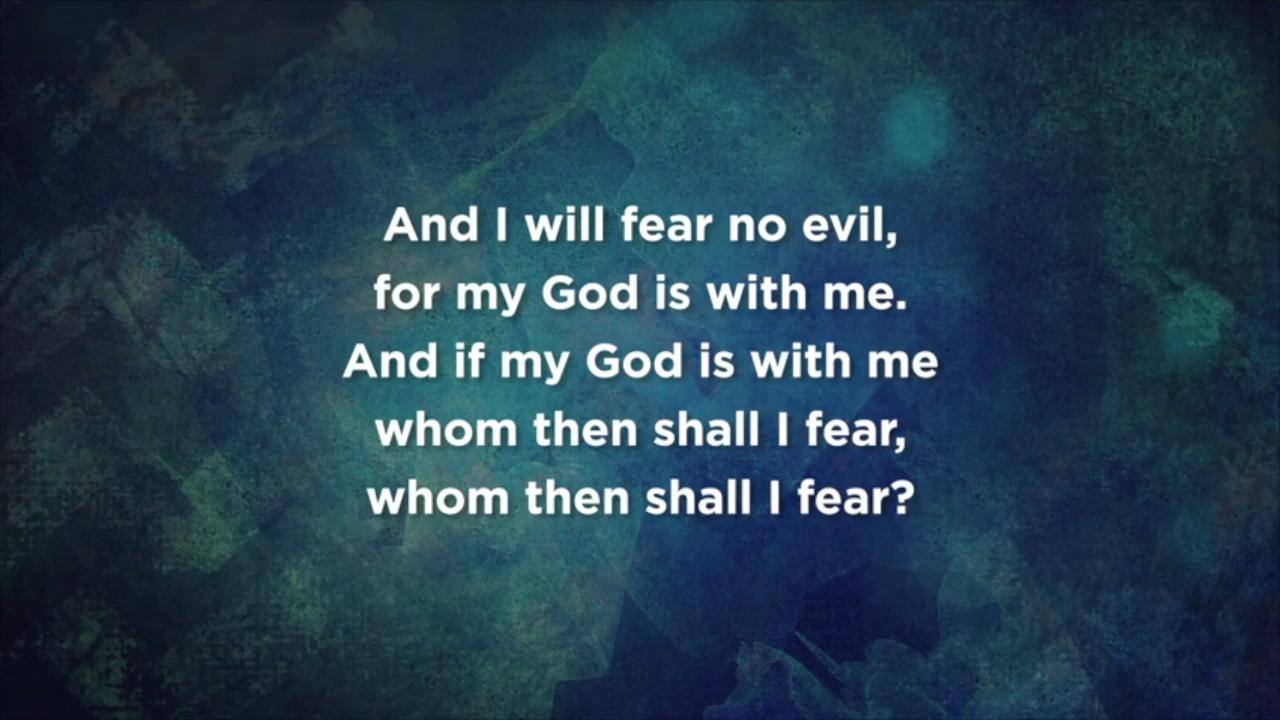 And I will fear no evil,
for my God is with me.
And if my God is with me
whom then shall I fear,
whom then shall I fear?